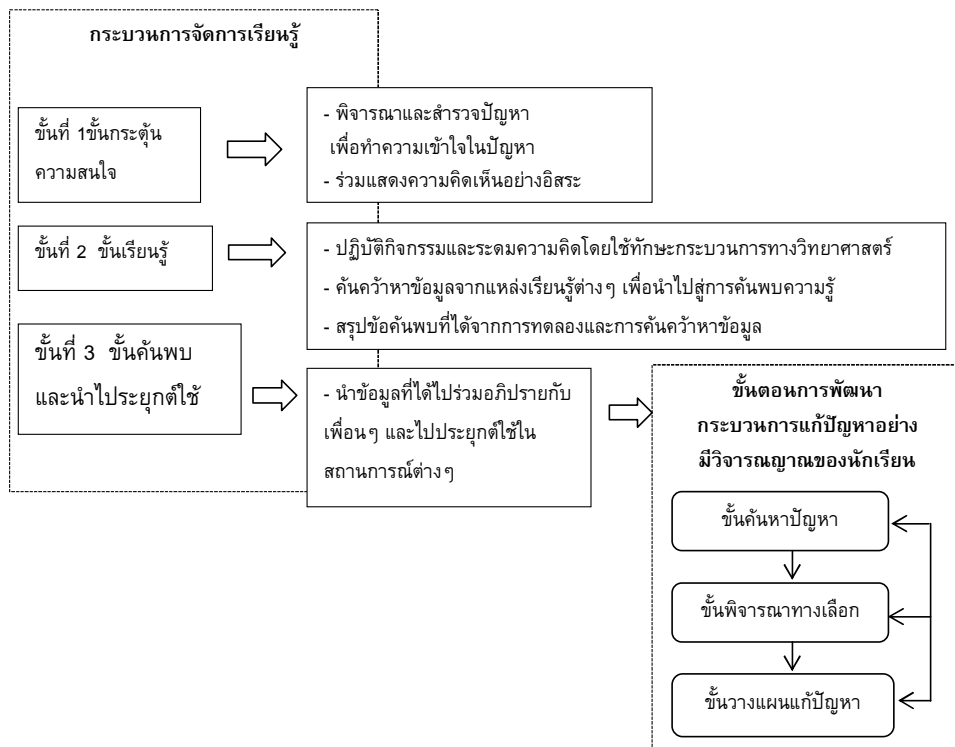 กระบวนการจัดการเรียนรู้
ขั้นที่ 1ขั้นกระตุ้น
ความสนใจ
- พิจารณาและสำรวจปัญหา
เพื่อทำความเข้าใจในปัญหา
- ร่วมแสดงความคิดเห็นอย่างอิสระ
ขั้นที่ 2 ขั้นเรียนรู้
- ปฏิบัติกิจกรรมและระดมความคิดโดยใช้ทักษะกระบวนการทางวิทยาศาสตร์
- ค้นคว้าหาข้อมูลจากแหล่งเรียนรู้ต่างๆ เพื่อนำไปสู่การค้นพบความรู้
- สรุปข้อค้นพบที่ได้จากการทดลองและการค้นคว้าหาข้อมูล
ขั้นที่ 3 ขั้นค้นพบ
และนำไประยุกต์ใช้
- นำข้อมูลที่ได้ไปร่วมอภิปรายกับ
เพื่อนๆ และไปประยุกต์ใช้ใน
สถานการณ์ต่างๆ
ขั้นตอนการพัฒนา
กระบวนการแก้ปัญหาอย่าง
มีวิจารณญาณของนักเรียน
ขั้นค้นหาปัญหา
ขั้นพิจารณาทางเลือก
ขั้นวางแผนแก้ปัญหา